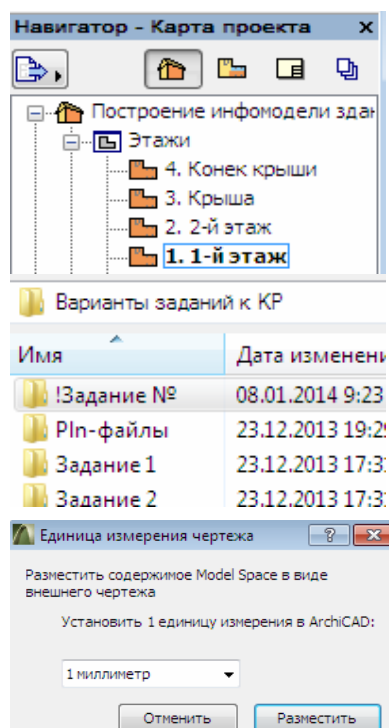 Навигатор - Карта проекта x
Построение инфомодели здан
Этажи
4. Конек крыши
3. Крыша
2. 2-й этаж
1. 1-й этаж
Варианты заданий к КР
Имя Дата изменени
!Задание № 08.01.2014 9:23
Pln-файлы 23.12.2013 19:29
Задание 1 23.12.2013 17:3
Задание 2 23.12.2013 17:3
Единица измерения чертежа ? x
Разместить содержимое Model Space в виде
внешнего чертежа
Установить 1 единицу измерения в ArchiCAD:
1 миллиметр
Отменить Разместить